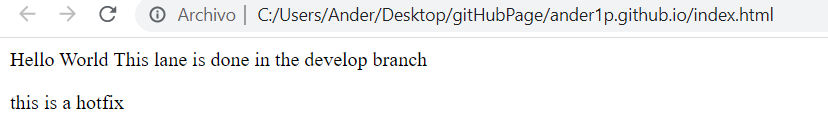 Archivo | C:/Users/Ander/Desktop/gitHubPage/ander1p.github.io/index.html
Hello World This lane is done in the develop branch
this is a hotfix